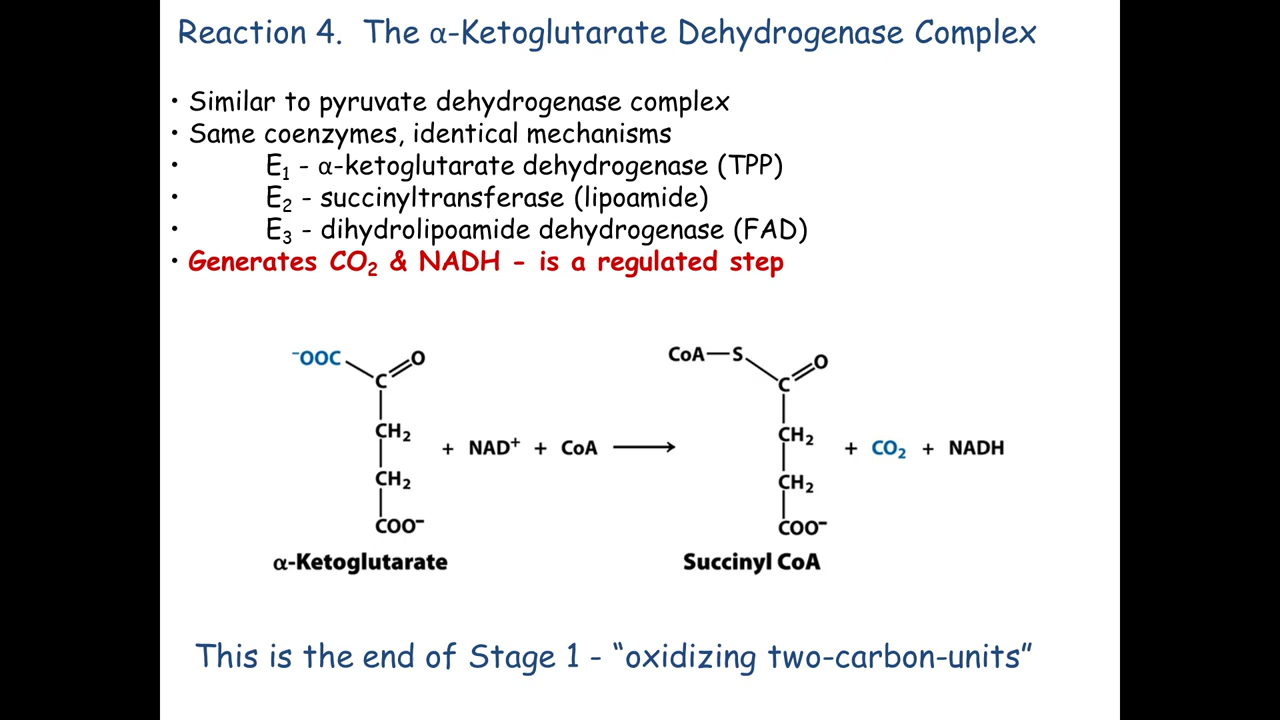 Reaction 4. The α-Ketoglutarate Dehydrogenase Complex
• Similar to pyruvate dehydrogenase complex
• Same coenzymes, identical mechanisms
• E₁ - α-ketoglutarate dehydrogenase (TPP)
• E₂ - succinyltransferase (lipoamide)
• E₃ - dihydrolipoamide dehydrogenase (FAD)
• Generates CO₂ & NADH - is a regulated step
⁻OOC O CoA—S O
C C
CH₂ CH₂
+ NAD⁺ + CoA ⟶ + CO₂ + NADH
CH₂ CH₂
COO⁻ COO⁻
α-Ketoglutarate Succinyl CoA
This is the end of Stage 1 - “oxidizing two-carbon-units”